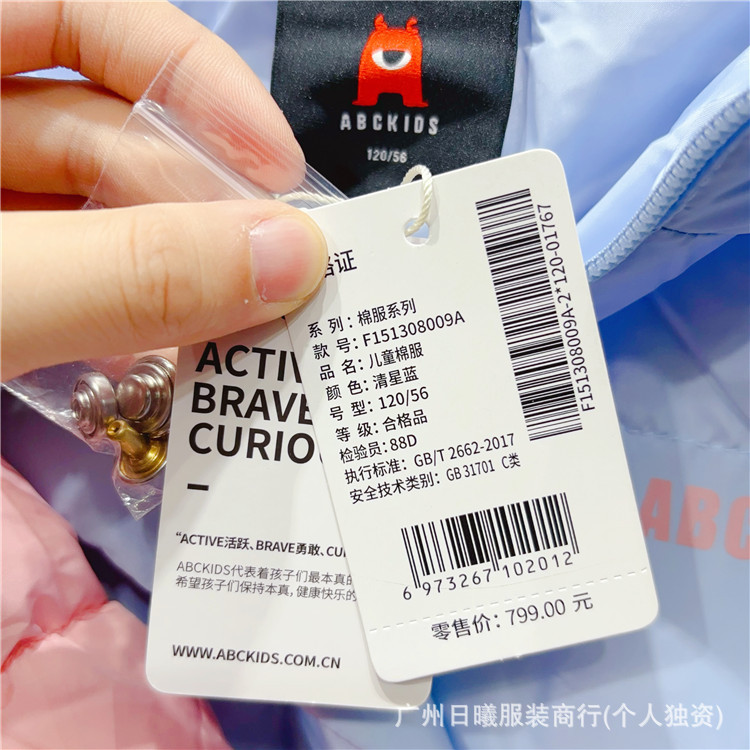 ABCKIDS
120/56
格证
系 列: 棉服系列
款 号: F151308009A
品 名: 儿童棉服
颜 色: 清星蓝
号 型: 120/56
等 级: 合格品
检验员: 88D
执行标准: GB/T 2662-2017
安全技术类别: GB 31701 C类
F151308009A-2*120-01767
6 973267 102012
零售价: 799.00 元
ACTIV
BRAVE
CURIO
“ACTIVE活跃、BRAVE勇敢、CUR
ABCKIDS代表着孩子们最本真的
希望孩子们保持本真,健康快乐的
WWW.ABCKIDS.COM.CN
ABC
广州日曦服装商行(个人独资)